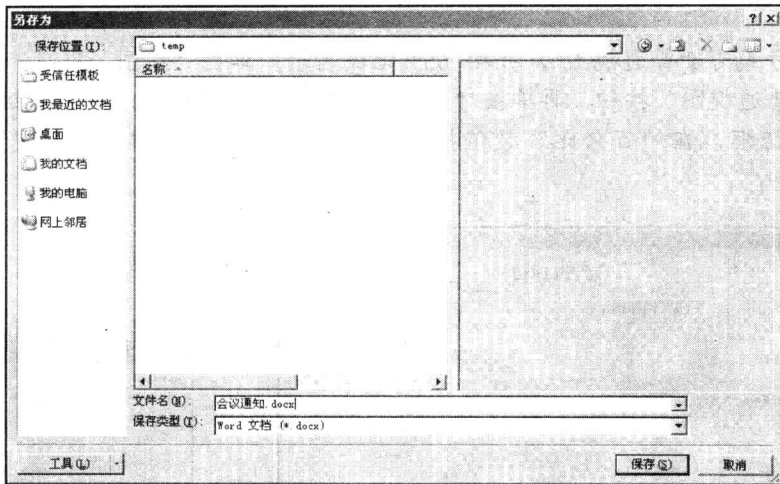 另存为
保存位置(I):
temp
受信任模板
我最近的文档
桌面
我的文档
我的电脑
网上邻居
名称
文件名(N):
会议通知.docx
保存类型(T):
Word 文档 (*.docx)
工具(L)
保存(S)
取消